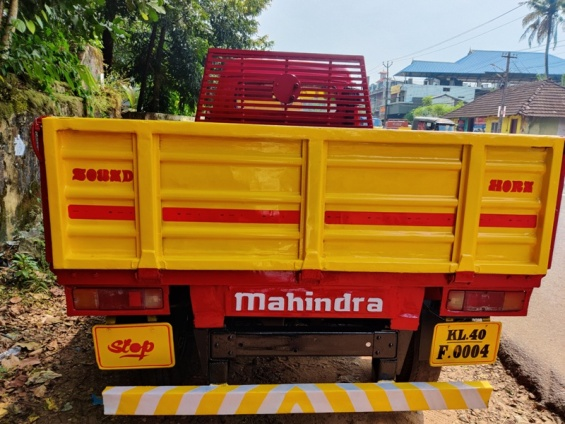 SOUND
HORN
Mahindra
Stop
KL.40
F.0004